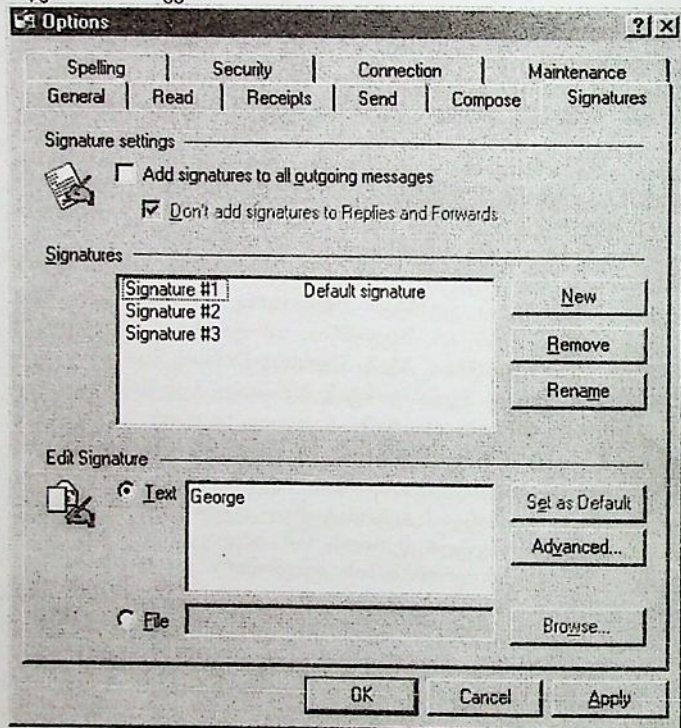 Options
Spelling Security Connection Maintenance
General Read Receipts Send Compose Signatures
Signature settings
Add signatures to all outgoing messages
Don't add signatures to Replies and Forwards
Signatures
Signature #1 Default signature
Signature #2
Signature #3
New
Remove
Rename
Edit Signature
Text
George
Set as Default
Advanced...
File
Browse...
OK Cancel Apply